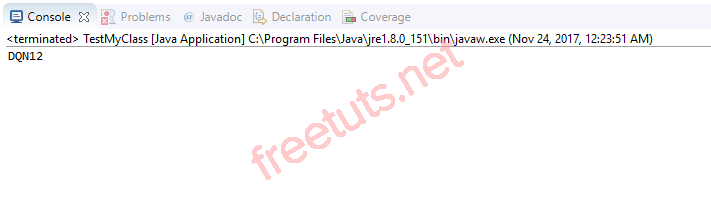 Console Problems @ Javadoc Declaration Coverage
<terminated> TestMyClass [Java Application] C:\Program Files\Java\jre1.8.0_151\bin\javaw.exe (Nov 24, 2017, 12:23:51 AM)
DQN12
freetuts.net